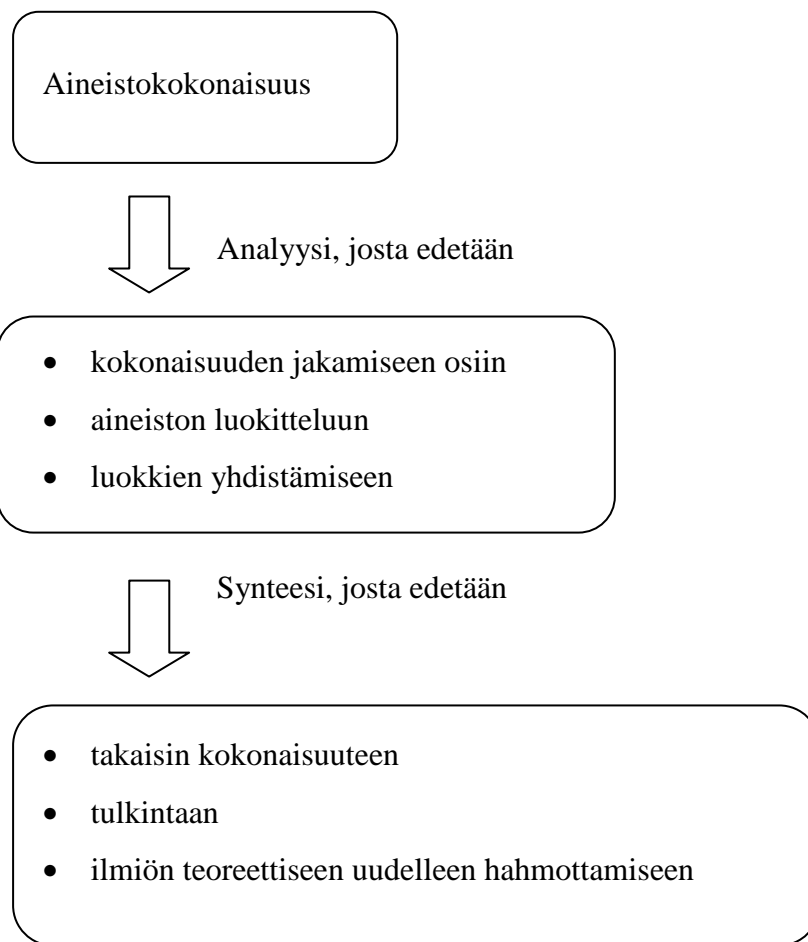 Aineistokokonaisuus
Analyysi, josta edetään
• kokonaisuuden jakamiseen osiin
• aineiston luokitteluun
• luokkien yhdistämiseen
Synteesi, josta edetään
• takaisin kokonaisuuteen
• tulkintaan
• ilmiön teoreettiseen uudelleen hahmottamiseen